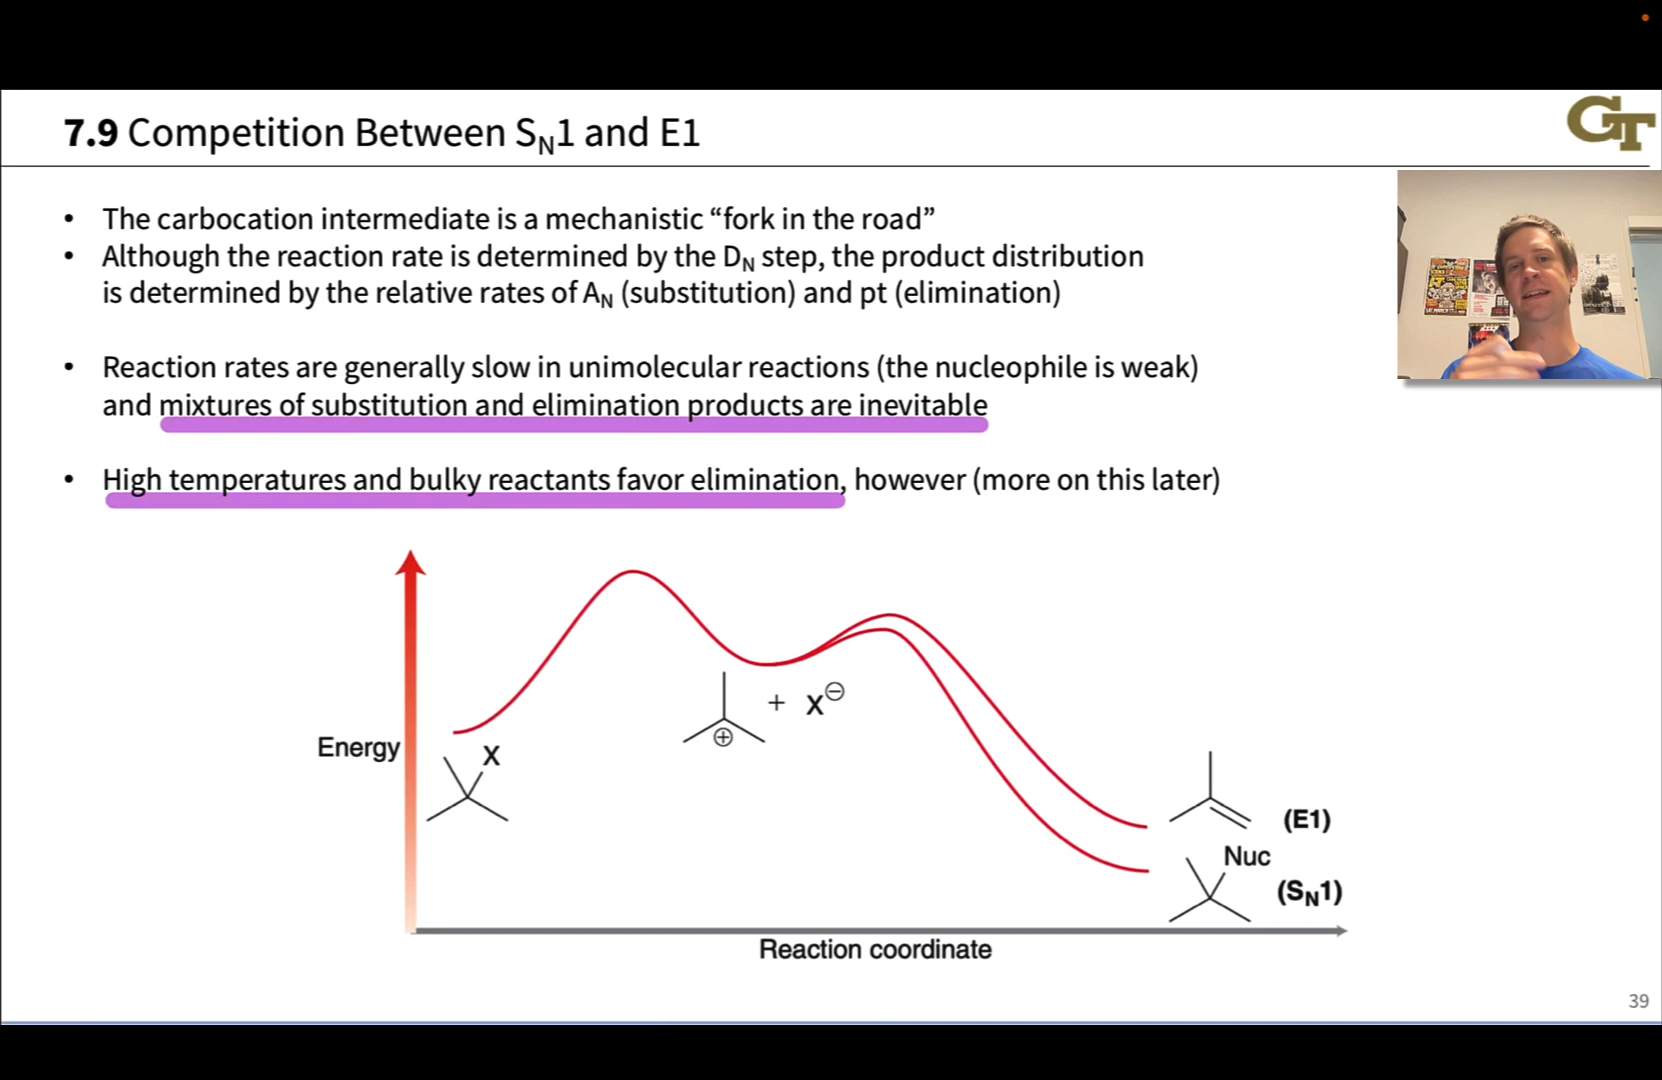 7.9 Competition Between S_N1 and E1
GT
• The carbocation intermediate is a mechanistic “fork in the road”
• Although the reaction rate is determined by the D_N step, the product distribution
is determined by the relative rates of A_N (substitution) and pt (elimination)
• Reaction rates are generally slow in unimolecular reactions (the nucleophile is weak)
and mixtures of substitution and elimination products are inevitable
• High temperatures and bulky reactants favor elimination, however (more on this later)
Energy
X
⊕
+ X⊖
(E1)
Nuc
(S_N1)
Reaction coordinate
39